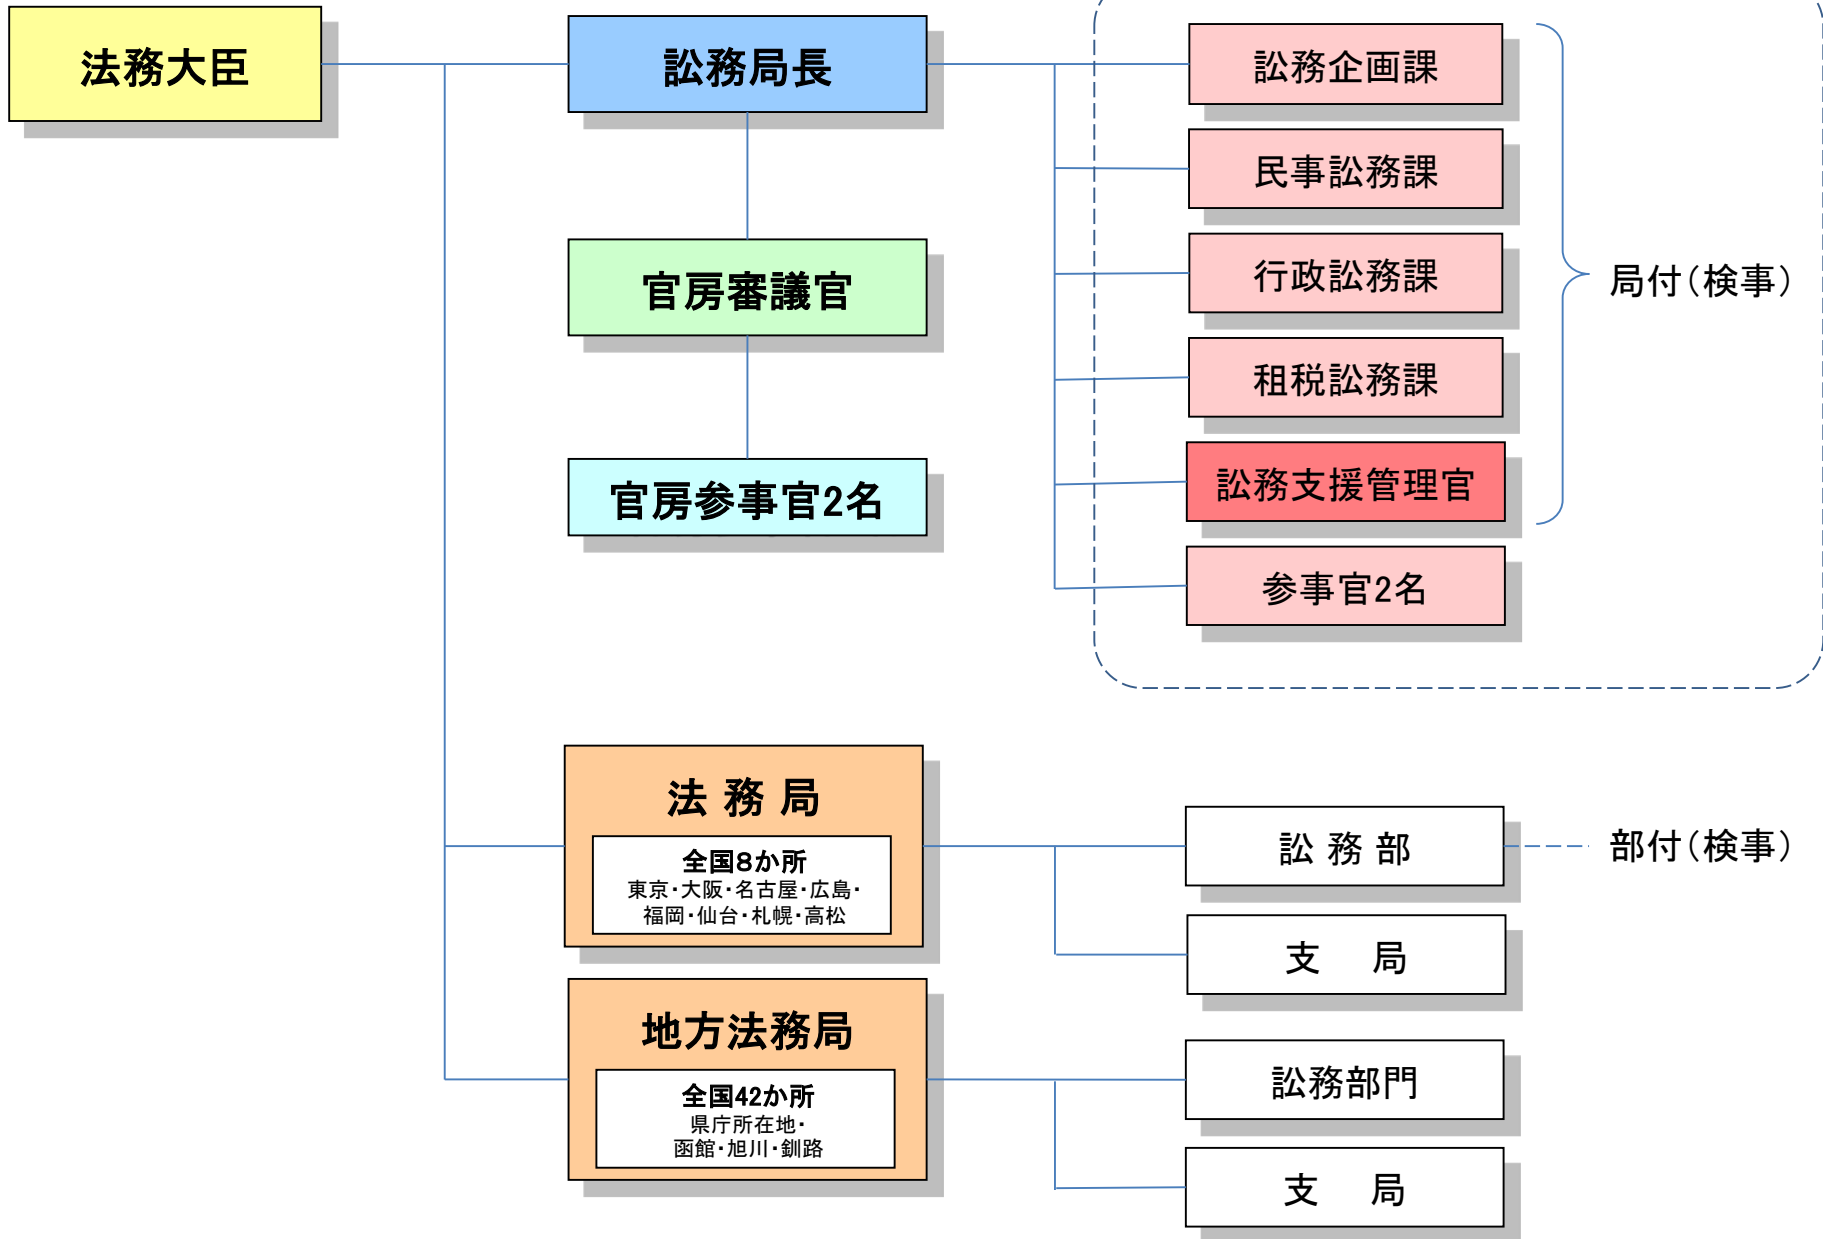 法務大臣
訟務局長
官房審議官
官房参事官2名
訟務企画課
民事訟務課
行政訟務課
租税訟務課
訟務支援管理官
参事官2名
局付(検事)
法 務 局
全国8か所
東京・大阪・名古屋・広島・
福岡・仙台・札幌・高松
訟 務 部
部付(検事)
支 局
地方法務局
全国42か所
県庁所在地・
函館・旭川・釧路
訟務部門
支 局